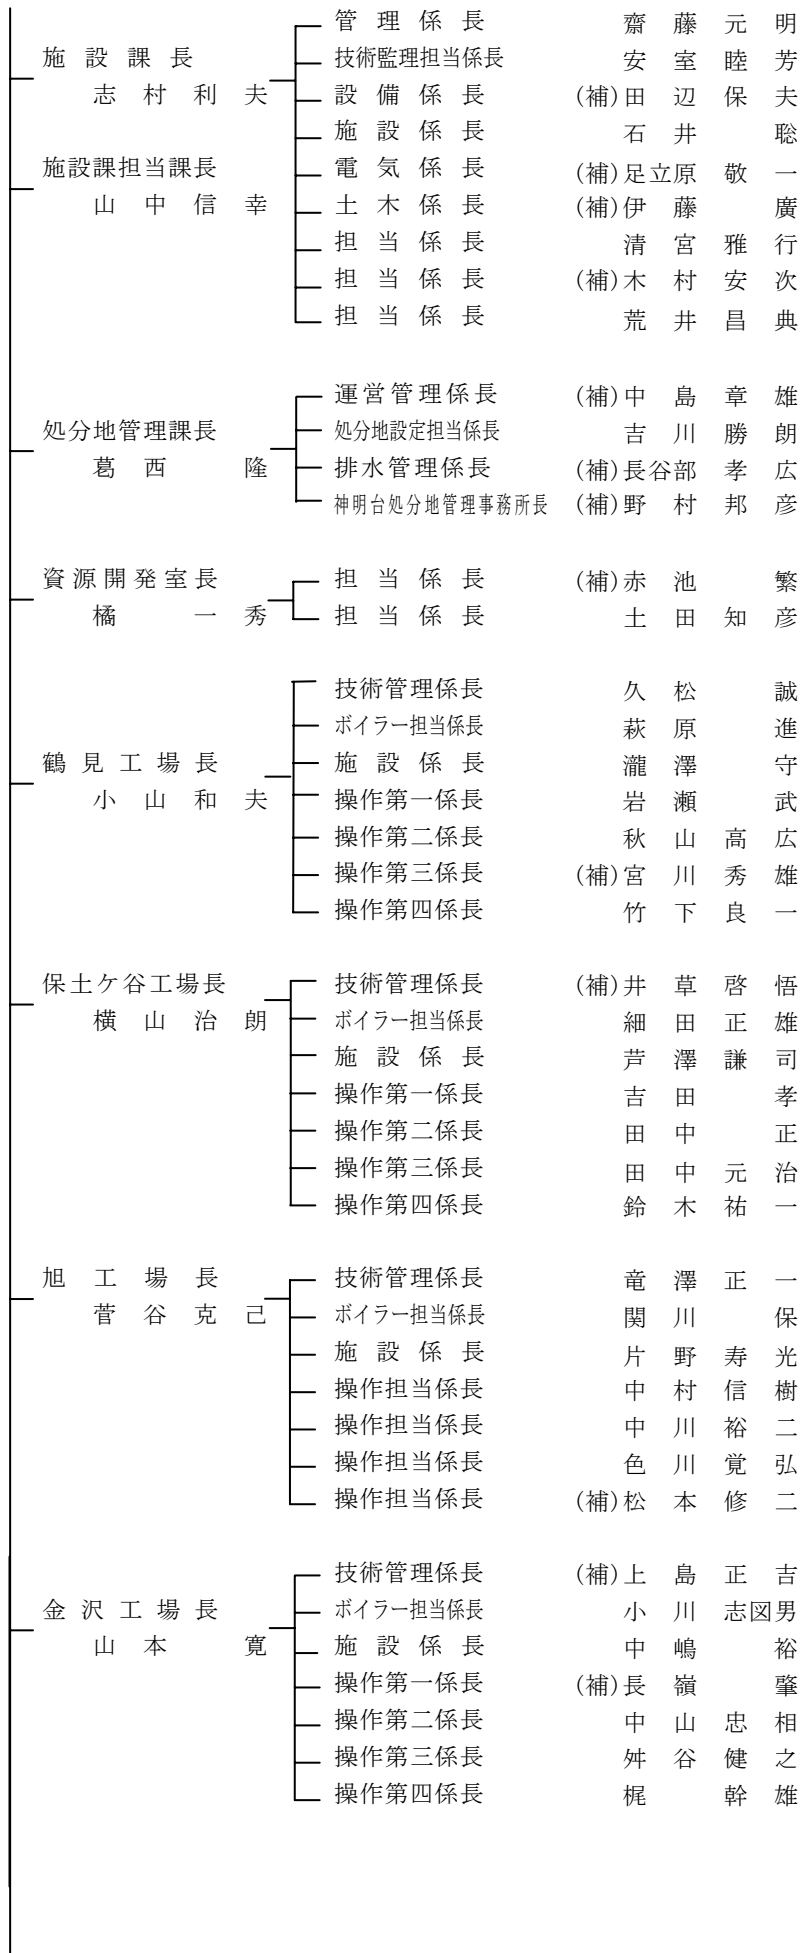 管理係長 齋藤元明
施設課長 技術監理担当係長 安室睦芳
志村利夫 設備係長 (補)田辺保夫
施設係長 石井聡
施設課担当課長 電気係長 (補)足立原敬一
山中信幸 土木係長 (補)伊藤廣
担当係長 清宮雅行
担当係長 (補)木村安次
担当係長 荒井昌典
運営管理係長 (補)中島章雄
処分地管理課長 処分地設定担当係長 吉川勝朗
葛西隆 排水管理係長 (補)長谷部孝広
神明台処分地管理事務所長 (補)野村邦彦
資源開発室長 担当係長 (補)赤池繁
橘一秀 担当係長 土田知彦
技術管理係長 久松誠
ボイラー担当係長 萩原進
鶴見工場長 施設係長 瀧澤守
小山和夫 操作第一係長 岩瀬武
操作第二係長 秋山高広
操作第三係長 (補)宮川秀雄
操作第四係長 竹下良一
保土ケ谷工場長 技術管理係長 (補)井草啓悟
横山治朗 ボイラー担当係長 細田正雄
施設係長 芦澤謙司
操作第一係長 吉田孝
操作第二係長 田中正
操作第三係長 田中元治
操作第四係長 鈴木祐一
旭工場長 技術管理係長 竜澤正一
菅谷克己 ボイラー担当係長 関川保
施設係長 片野寿光
操作担当係長 中村信樹
操作担当係長 中川裕二
操作担当係長 色川覚弘
操作担当係長 (補)松本修二
技術管理係長 (補)上島正吉
金沢工場長 ボイラー担当係長 小川志図男
山本寛 施設係長 中嶋裕
操作第一係長 (補)長嶺肇
操作第二係長 中山忠相
操作第三係長 舛谷健之
操作第四係長 梶幹雄